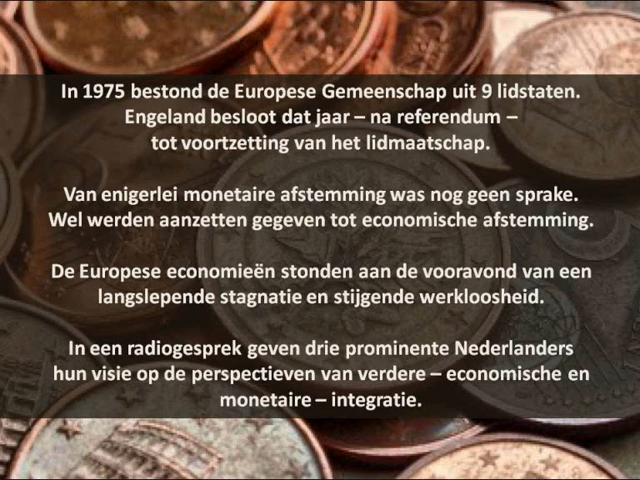 In 1975 bestond de Europese Gemeenschap uit 9 lidstaten.
Engeland besloot dat jaar – na referendum –
tot voortzetting van het lidmaatschap.
Van enigerlei monetaire afstemming was nog geen sprake.
Wel werden aanzetten gegeven tot economische afstemming.
De Europese economieën stonden aan de vooravond van een
langslepende stagnatie en stijgende werkloosheid.
In een radiogesprek geven drie prominente Nederlanders
hun visie op de perspectieven van verdere – economische en
monetaire – integratie.